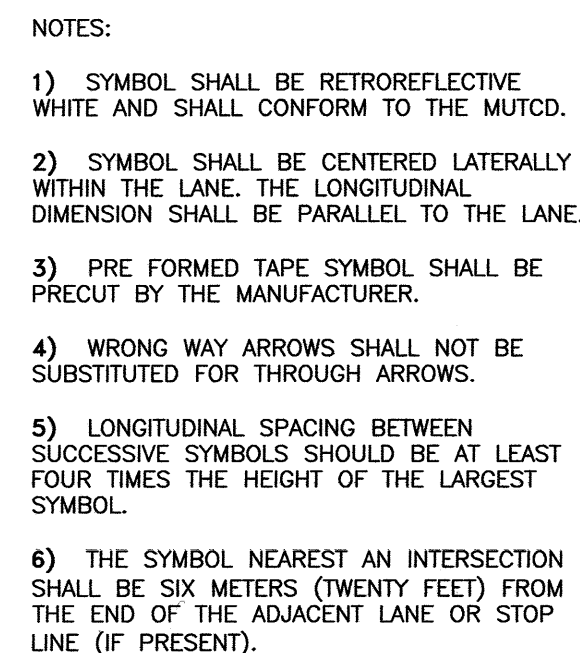 NOTES:
1) SYMBOL SHALL BE RETROREFLECTIVE
WHITE AND SHALL CONFORM TO THE MUTCD.
2) SYMBOL SHALL BE CENTERED LATERALLY
WITHIN THE LANE. THE LONGITUDINAL
DIMENSION SHALL BE PARALLEL TO THE LANE.
3) PRE FORMED TAPE SYMBOL SHALL BE
PRECUT BY THE MANUFACTURER.
4) WRONG WAY ARROWS SHALL NOT BE
SUBSTITUTED FOR THROUGH ARROWS.
5) LONGITUDINAL SPACING BETWEEN
SUCCESSIVE SYMBOLS SHOULD BE AT LEAST
FOUR TIMES THE HEIGHT OF THE LARGEST
SYMBOL.
6) THE SYMBOL NEAREST AN INTERSECTION
SHALL BE SIX METERS (TWENTY FEET) FROM
THE END OF THE ADJACENT LANE OR STOP
LINE (IF PRESENT).